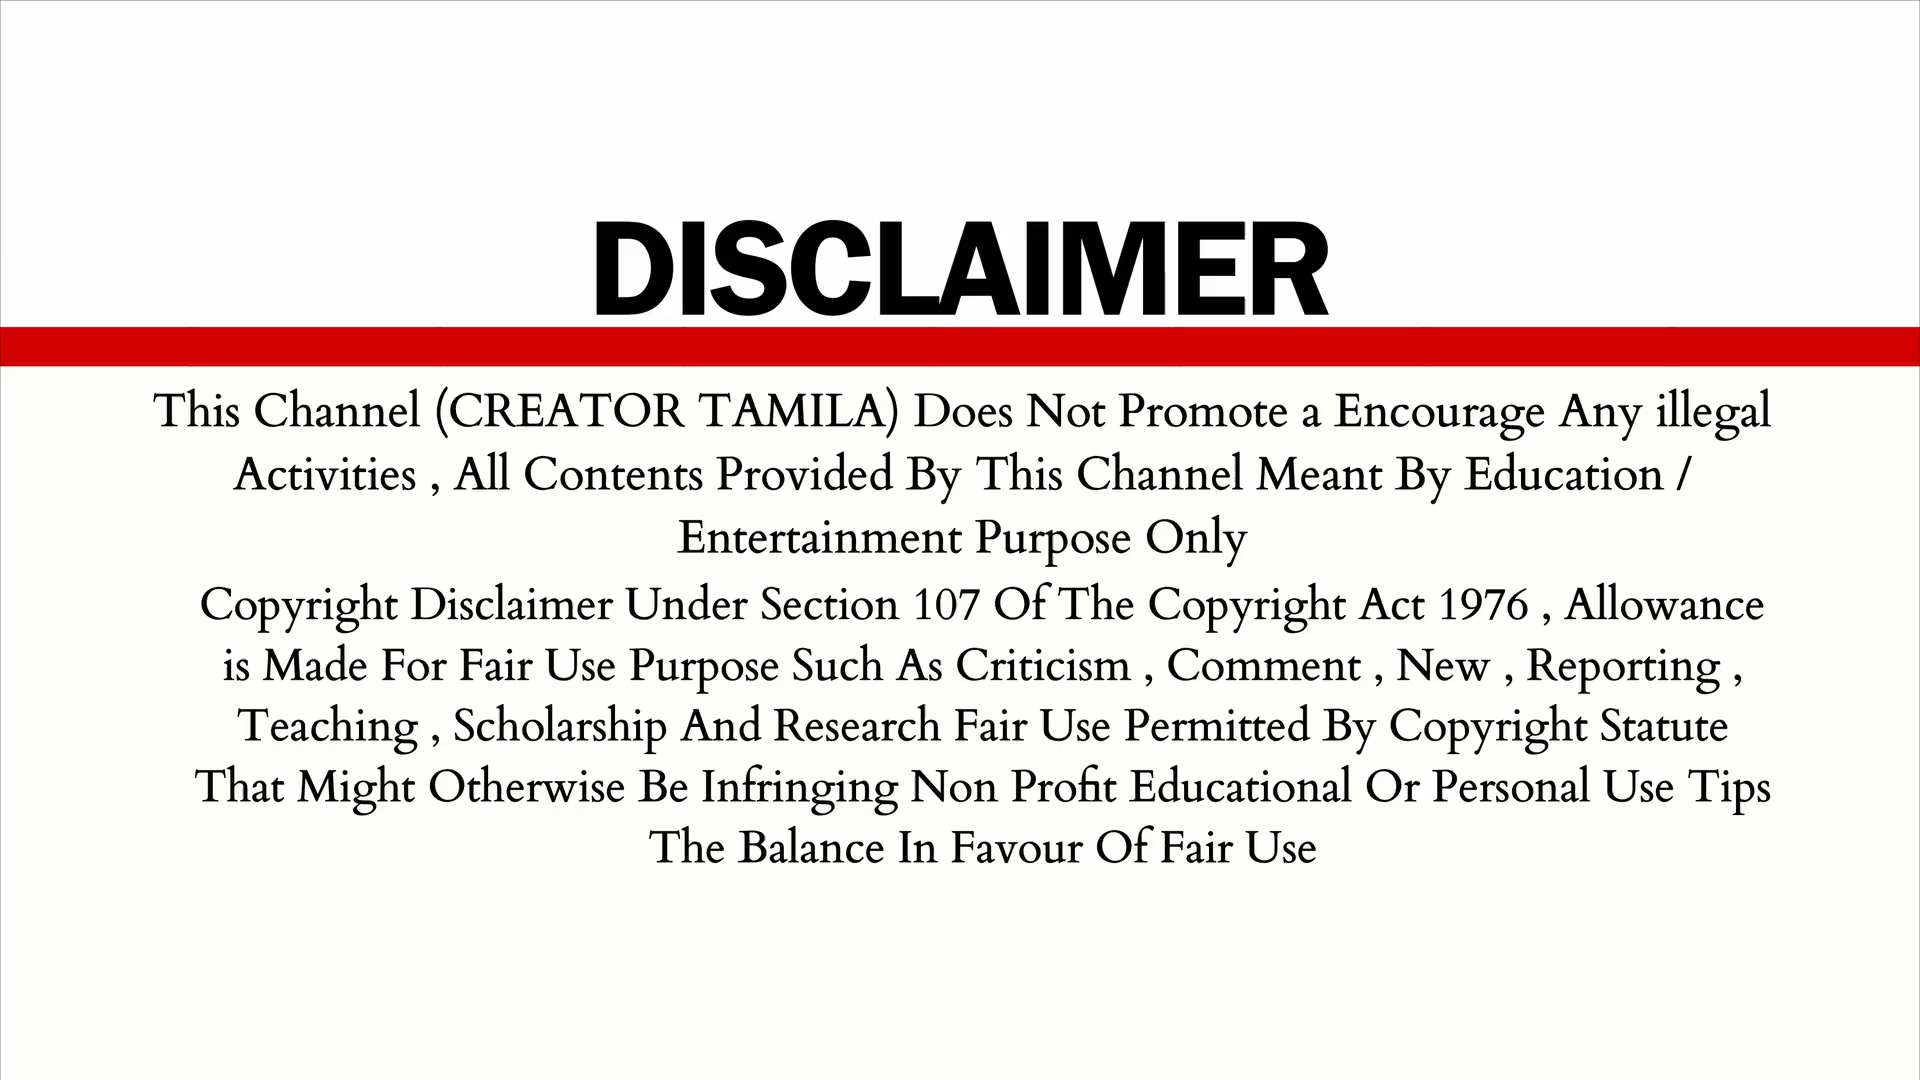 DISCLAIMER
This Channel (CREATOR TAMILA) Does Not Promote a Encourage Any illegal
Activities , All Contents Provided By This Channel Meant By Education /
Entertainment Purpose Only
Copyright Disclaimer Under Section 107 Of The Copyright Act 1976 , Allowance
is Made For Fair Use Purpose Such As Criticism , Comment , New , Reporting ,
Teaching , Scholarship And Research Fair Use Permitted By Copyright Statute
That Might Otherwise Be Infringing Non Profit Educational Or Personal Use Tips
The Balance In Favour Of Fair Use